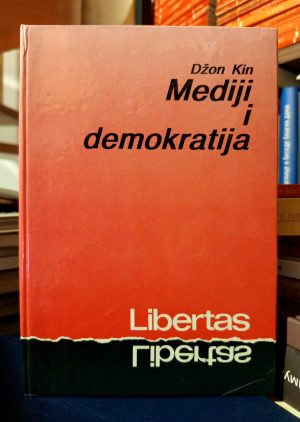 Džon Kin
Mediji
i
demokratija
Libertas
Libertas